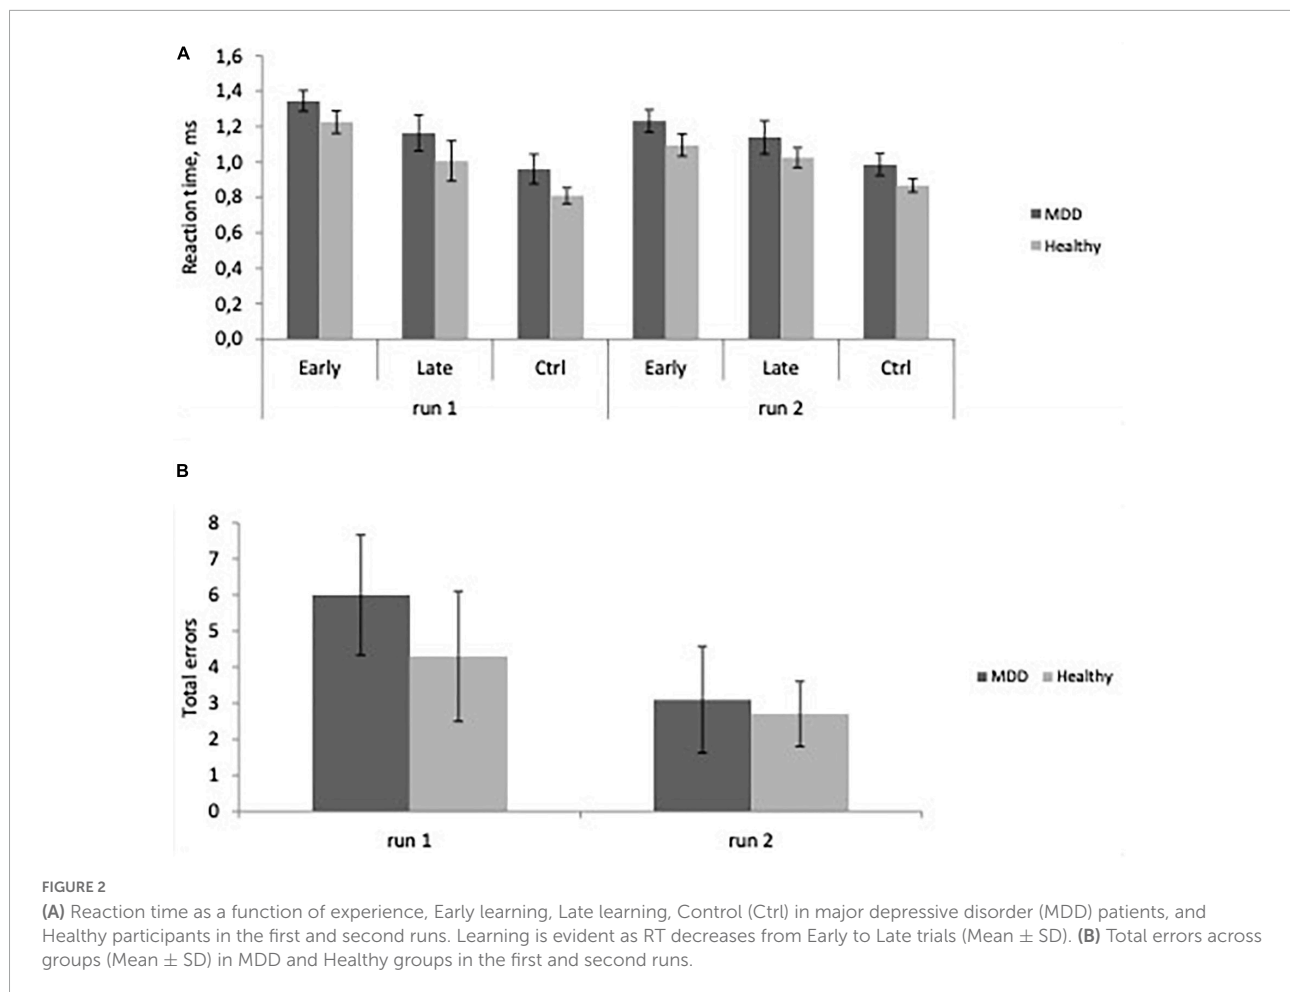 A
1,6
1,4
1,2
1,0
0,8
0,6
0,4
0,2
0,0
Reaction time, ms
Early Late Ctrl Early Late Ctrl
run 1 run 2
MDD
Healthy
B
8
7
6
5
4
3
2
1
0
Total errors
run 1 run 2
MDD Healthy
FIGURE 2
(A) Reaction time as a function of experience, Early learning, Late learning, Control (Ctrl) in major depressive disorder (MDD) patients, and
Healthy participants in the first and second runs. Learning is evident as RT decreases from Early to Late trials (Mean ± SD). (B) Total errors across
groups (Mean ± SD) in MDD and Healthy groups in the first and second runs.